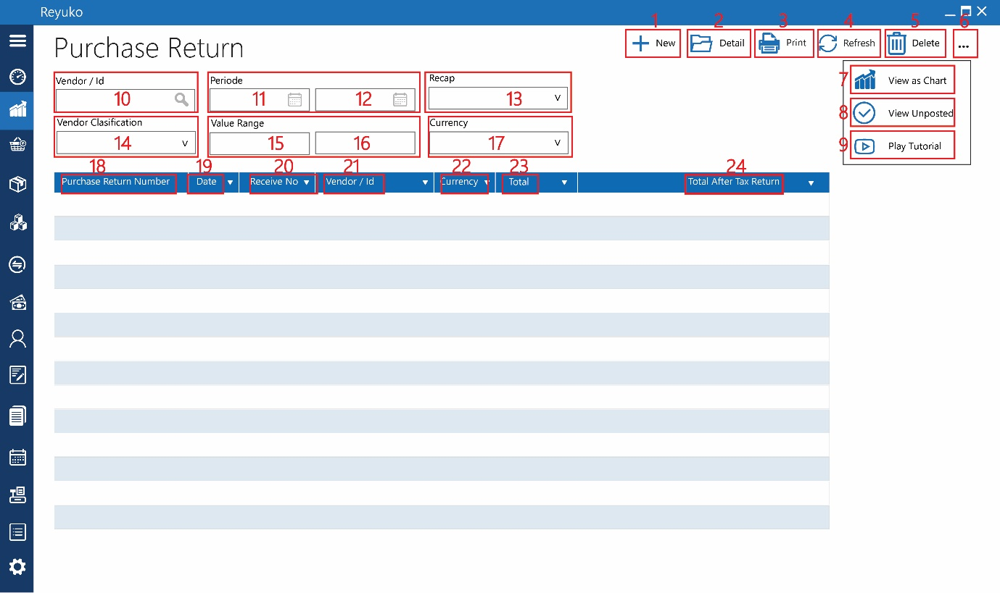 Reyuko
1 2 3 4 5 6
Purchase Return
New Detail Print Refresh Delete ...
7 View as Chart
8 View Unposted
9 Play Tutorial
Vendor / Id Periode Recap
10 11 12 13 v
Vendor Clasification Value Range Currency
14 v 15 16 17 v
18 19 20 21 22 23 24
Purchase Return Number Date Receive No Vendor / Id Currency Total Total After Tax Return